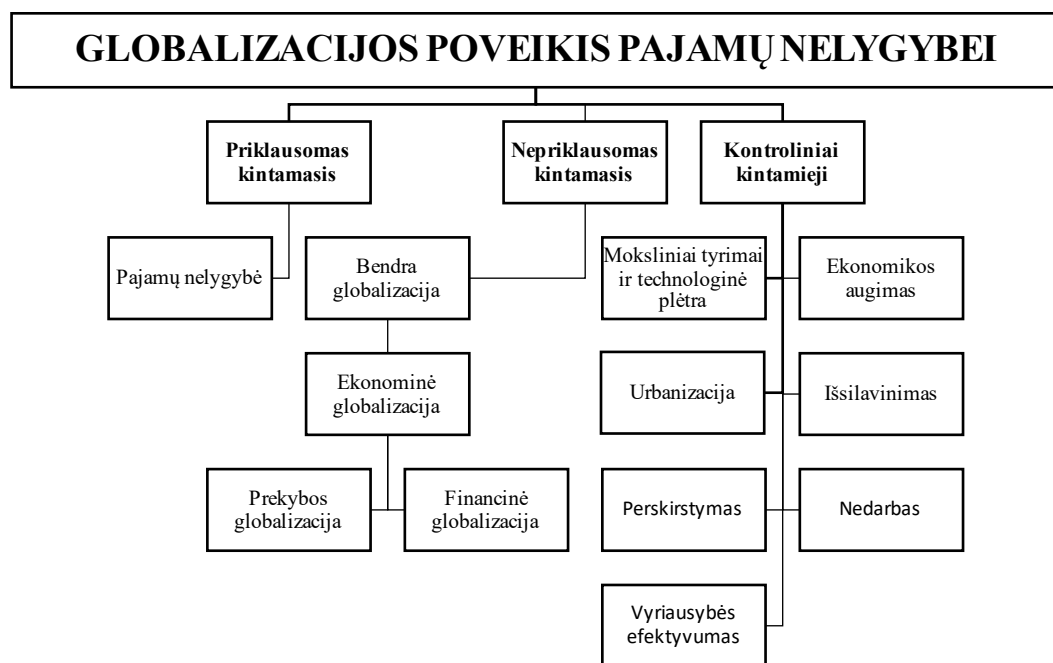 GLOBALIZACIJOS POVEIKIS PAJAMŲ NELYGYBEI
Priklausomas
kintamasis
Nepriklausomas
kintamasis
Kontroliniai
kintamieji
Pajamų nelygybė
Bendra
globalizacija
Ekonominė
globalizacija
Prekybos
globalizacija
Financinė
globalizacija
Moksliniai tyrimai
ir technologinė
plėtra
Ekonomikos
augimas
Urbanizacija
Išsilavinimas
Perskirstymas
Nedarbas
Vyriausybės
efektyvumas